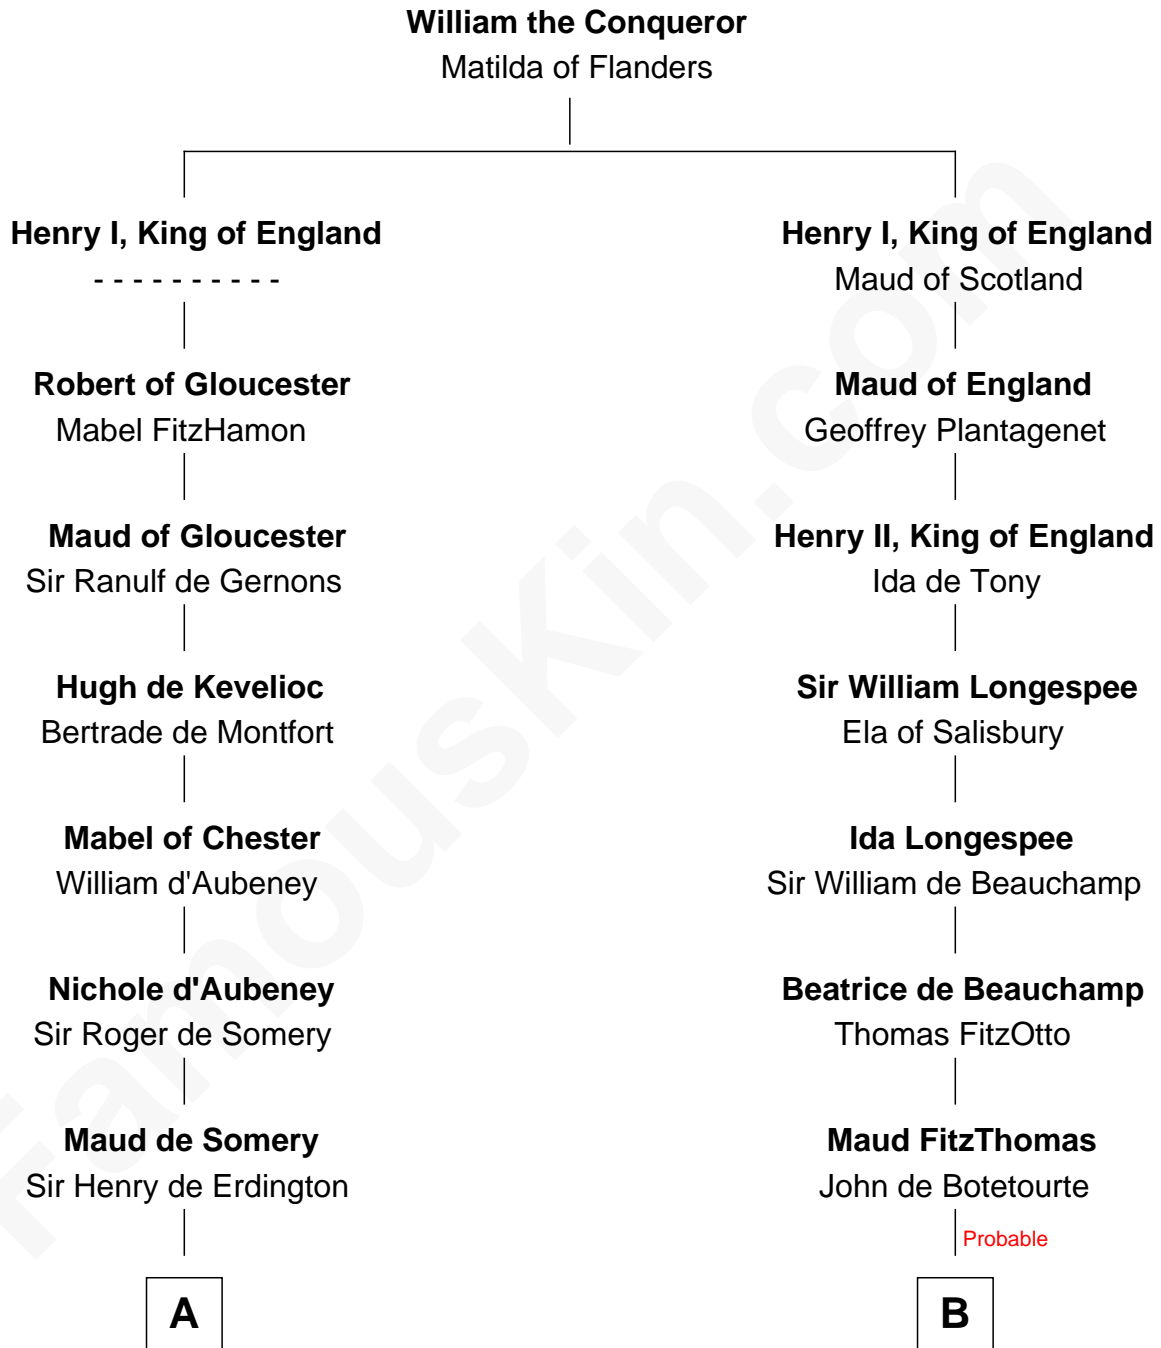 William the Conqueror
Matilda of Flanders
Henry I, King of England
- - - - - - - - - -
Robert of Gloucester
Mabel FitzHamon
Maud of Gloucester
Sir Ranulf de Gernons
Hugh de Kevelioc
Bertrade de Montfort
Mabel of Chester
William d'Aubeney
Nichole d'Aubeney
Sir Roger de Somery
Maud de Somery
Sir Henry de Erdington
A
Henry I, King of England
Maud of Scotland
Maud of England
Geoffrey Plantagenet
Henry II, King of England
Ida de Tony
Sir William Longespee
Ela of Salisbury
Ida Longespee
Sir William de Beauchamp
Beatrice de Beauchamp
Thomas FitzOtto
Maud FitzThomas
John de Botetourte
Probable
B
FamousKin.com